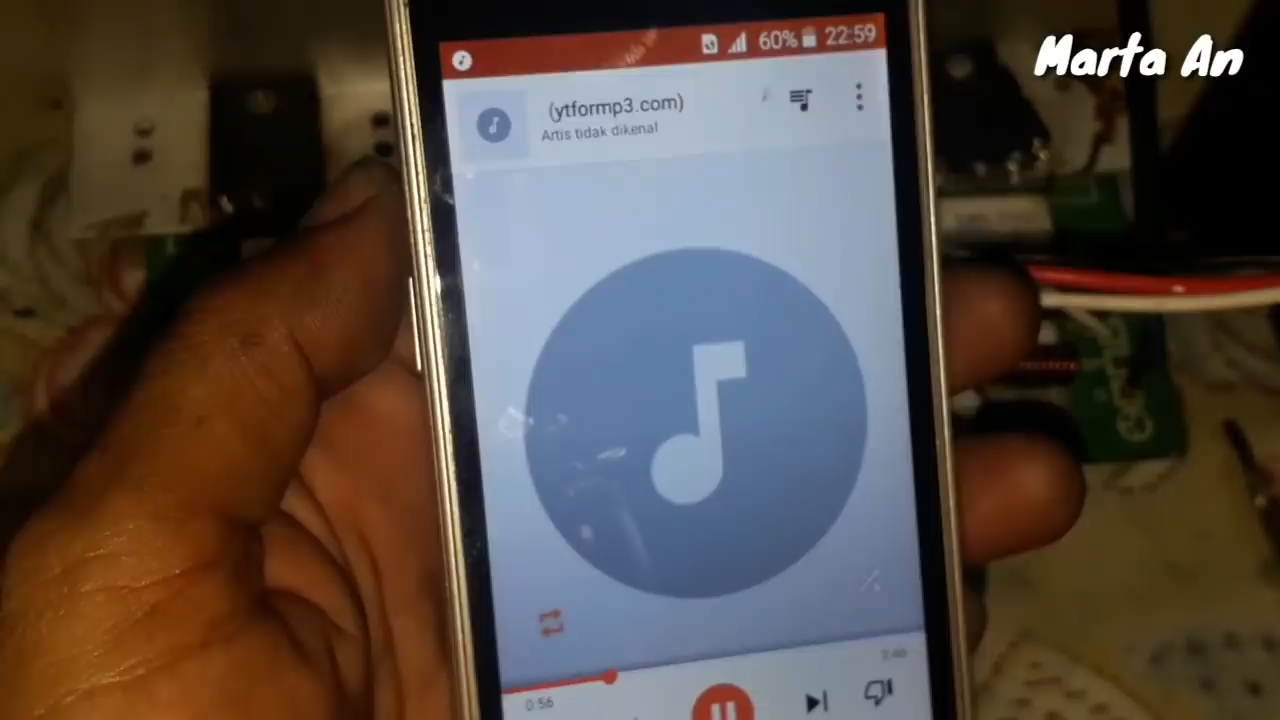 Marta An
60% 22:59
(ytformp3.com)
Artis tidak dikenal
0:56